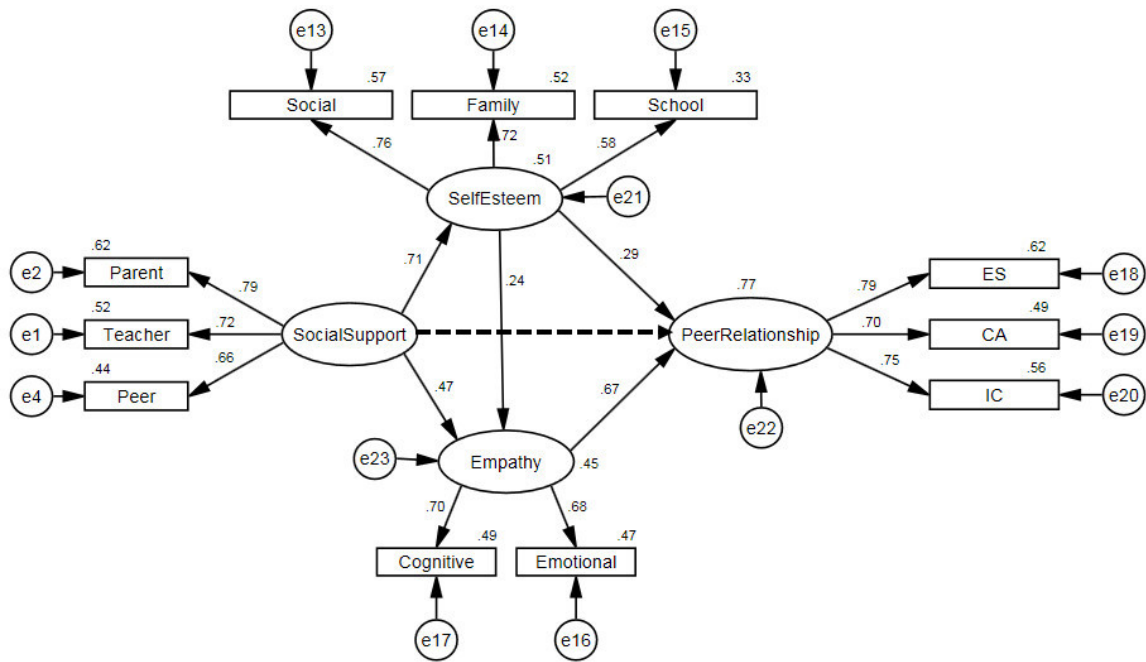 e13
e14
e15
.57
.52
.33
Social
Family
School
.76
.72
.58
.51
SelfEsteem
e21
.62
e2
Parent
.71
.29
.62
ES
e18
.79
.24
.77
.79
.52
e1
Teacher
.72
SocialSupport
PeerRelationship
.70
.49
CA
e19
.44
.66
e4
Peer
.47
.67
.75
.56
IC
e20
e22
e23
Empathy
.45
.70
.68
.49
.47
Cognitive
Emotional
e17
e16